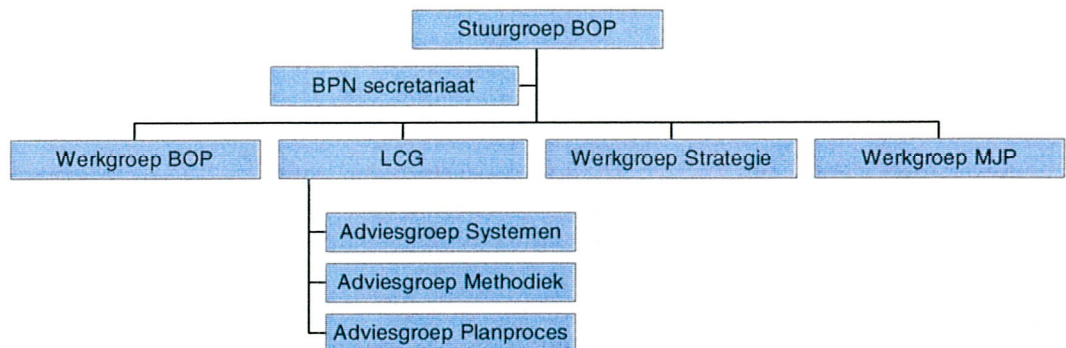 Stuurgroep BOP
BPN secretariaat
Werkgroep BOP
LCG
Werkgroep Strategie
Werkgroep MJP
Adviesgroep Systemen
Adviesgroep Methodiek
Adviesgroep Planproces